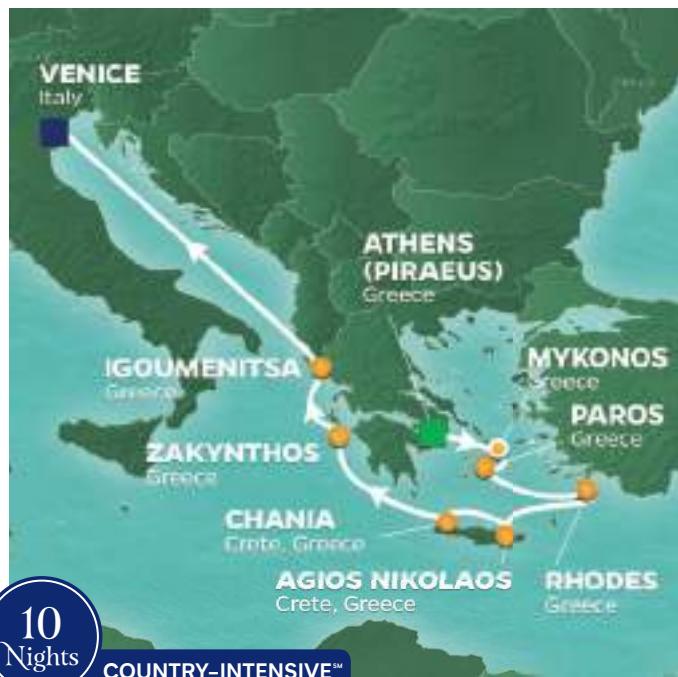 VENICE
Italy
ATHENS
(PIRAEUS)
Greece
MYKONOS
Greece
PAROS
Greece
IGOUMENITSA
Greece
ZAKYNTHOS
Greece
CHANIA
Crete, Greece
AGIOS NIKOLAOS
Crete, Greece
RHODES
Greece
10
Nights
COUNTRY-INTENSIVE℠